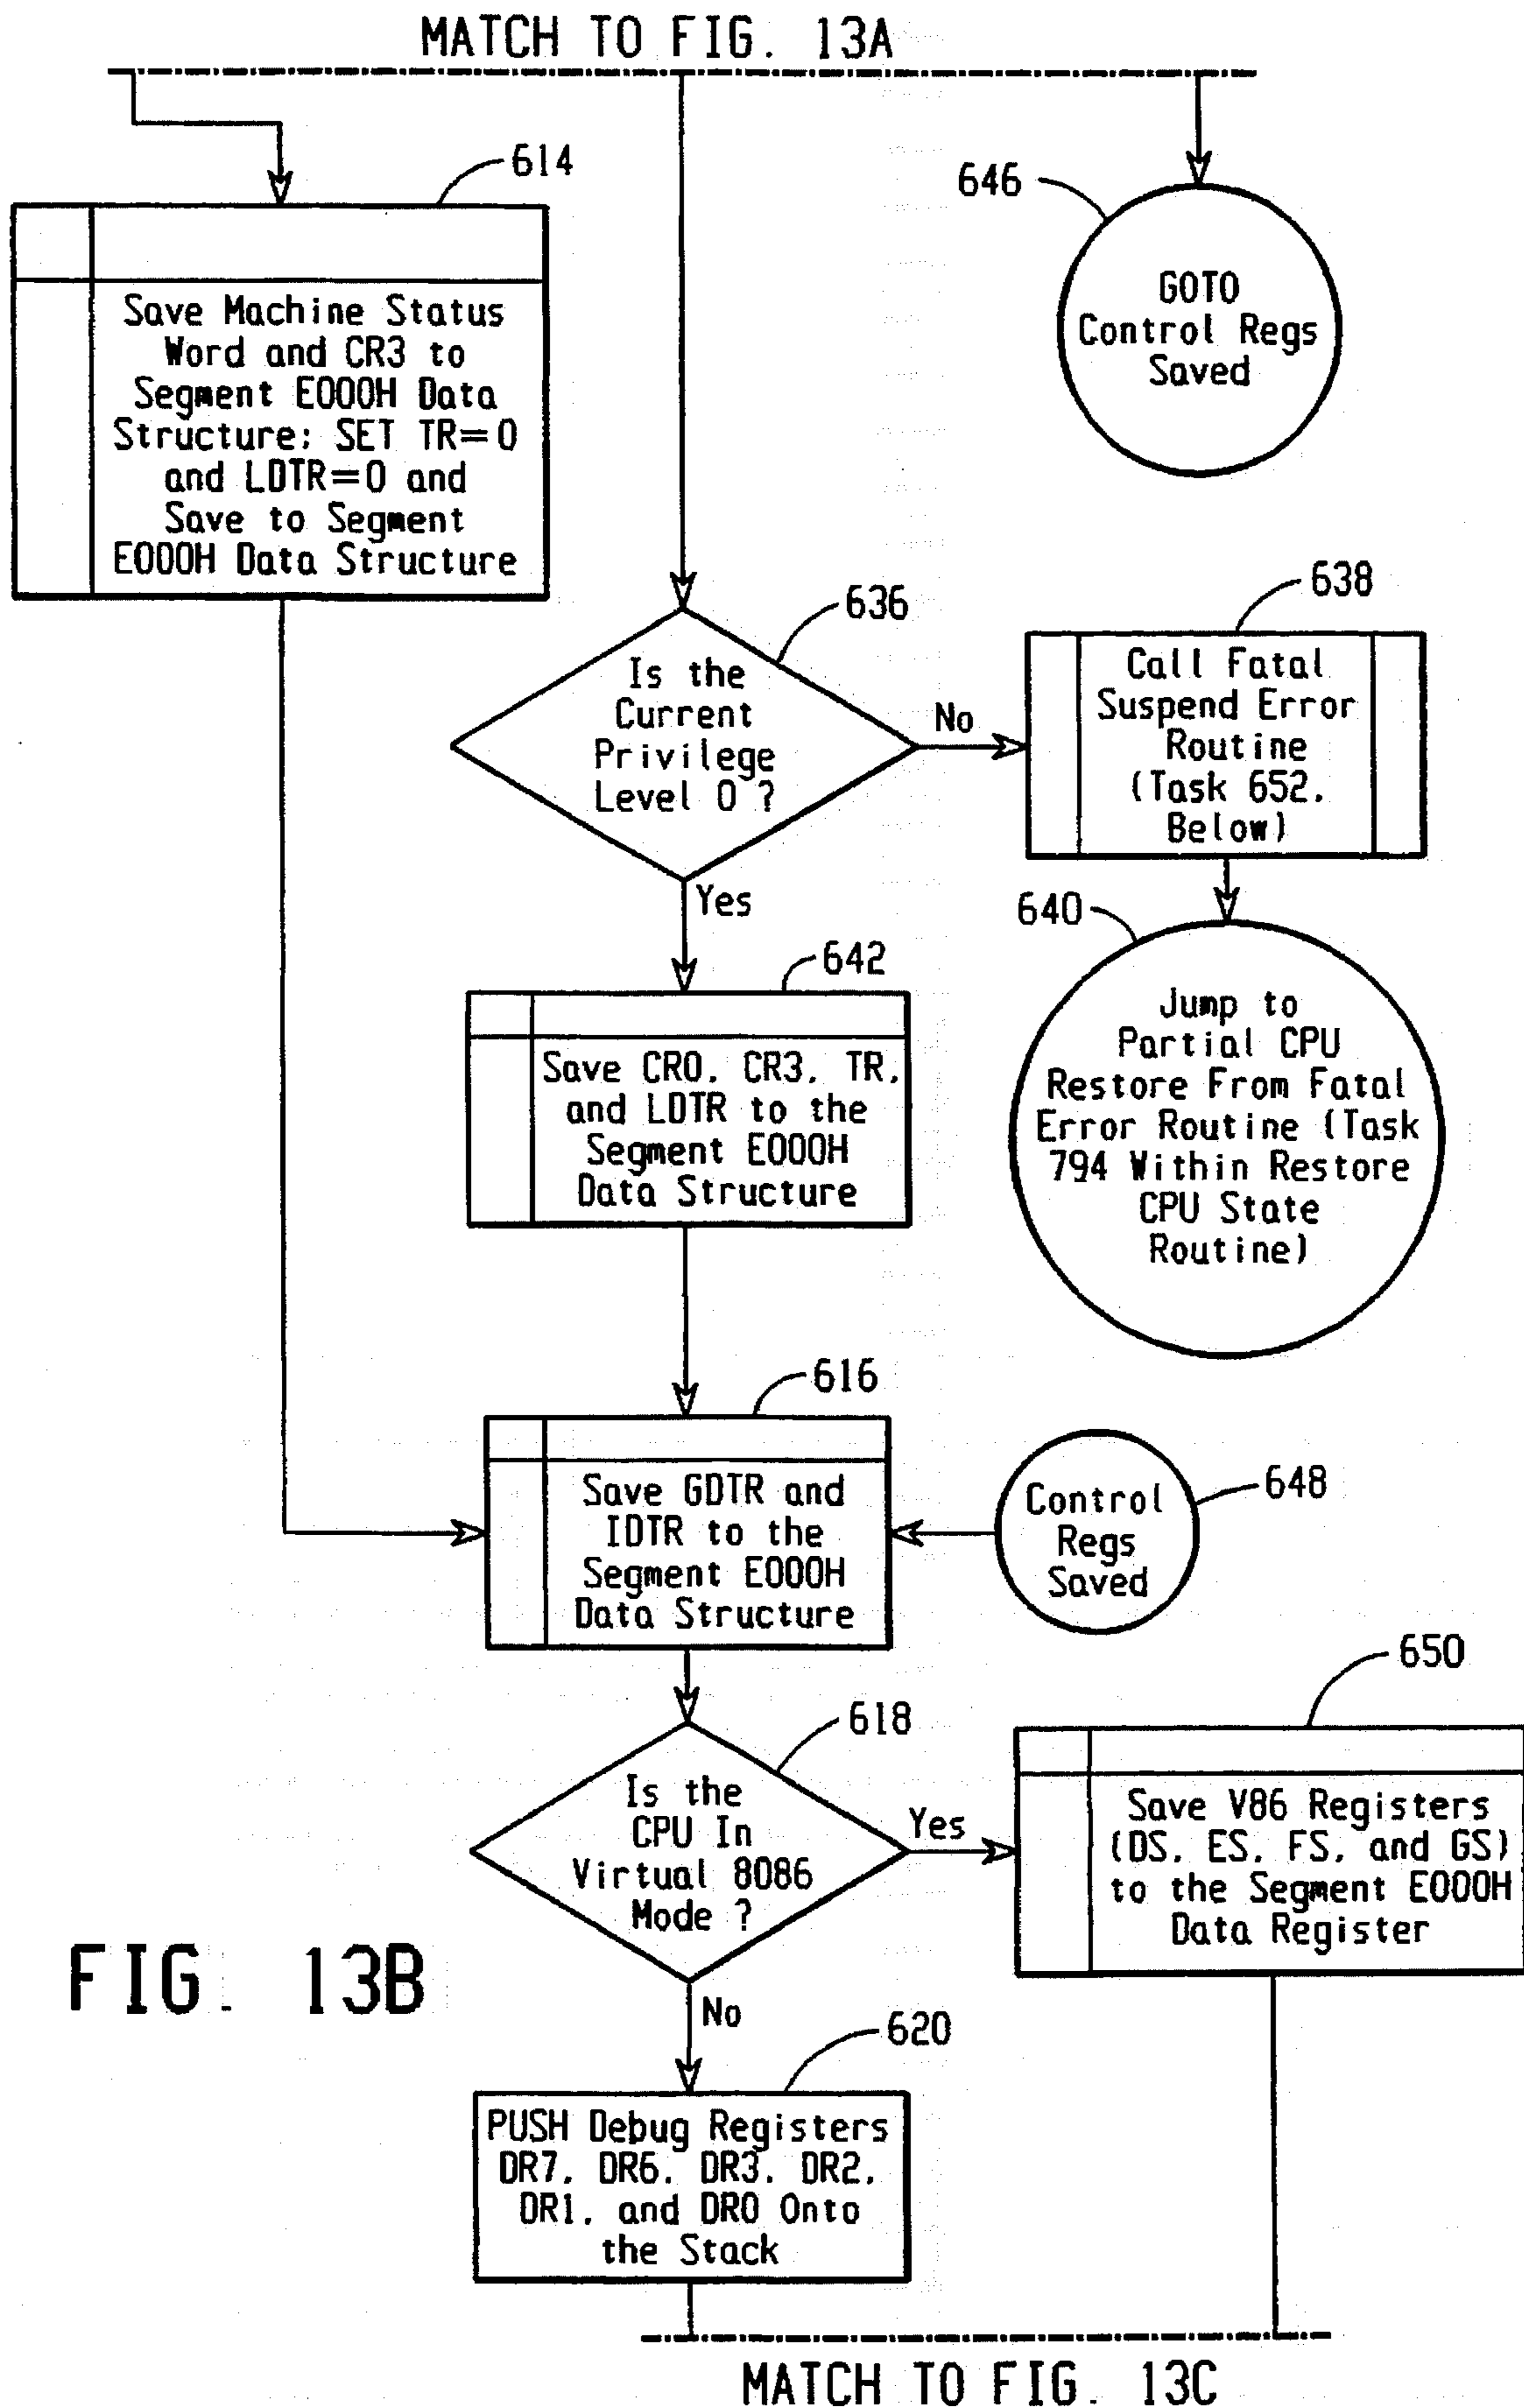 MATCH TO FIG. 13A
614
Save Machine Status
Word and CR3 to
Segment E000H Data
Structure; SET TR=0
and LDTR=0 and
Save to Segment
E000H Data Structure
646
GOTO
Control Regs
Saved
636
Is the
Current
Privilege
Level 0 ?
No
Yes
638
Call Fatal
Suspend Error
Routine
(Task 652,
Below)
640
Jump to
Partial CPU
Restore From Fatal
Error Routine (Task
794 Within Restore
CPU State
Routine)
642
Save CR0, CR3, TR,
and LDTR to the
Segment E000H
Data Structure
616
Save GDTR and
IDTR to the
Segment E000H
Data Structure
648
Control
Regs
Saved
618
Is the
CPU In
Virtual 8086
Mode ?
Yes
No
650
Save V86 Registers
(DS, ES, FS, and GS)
to the Segment E000H
Data Register
FIG. 13B
620
PUSH Debug Registers
DR7, DR6, DR3, DR2,
DR1, and DR0 Onto
the Stack
MATCH TO FIG. 13C